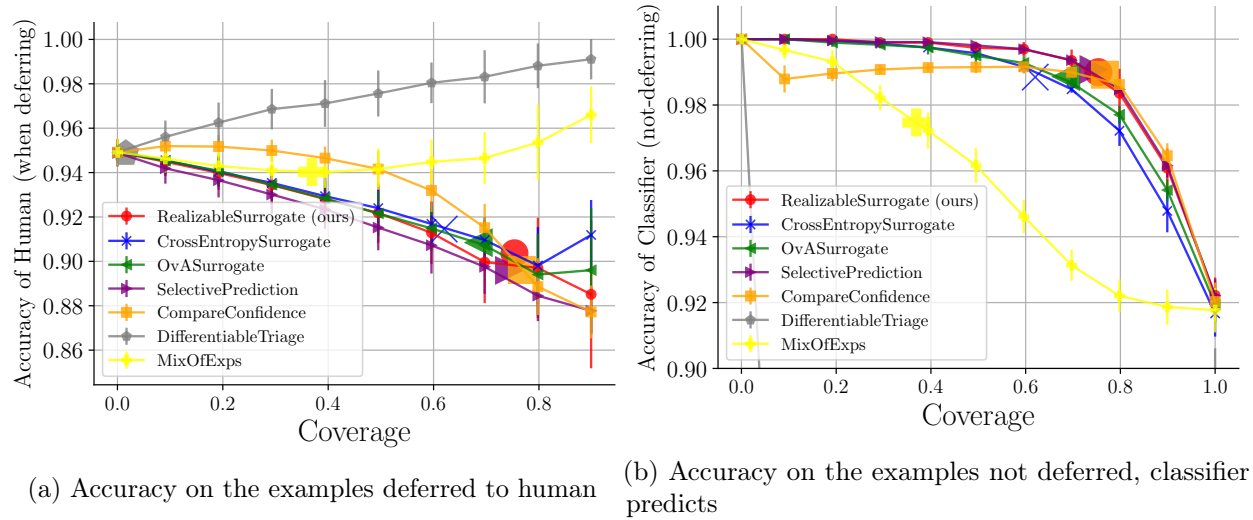 1.00
0.98
0.96
0.94
0.92
0.90
0.88
0.86
Accuracy of Human (when deferring)
RealizableSurrogate (ours)
CrossEntropySurrogate
OvASurrogate
SelectivePrediction
CompareConfidence
DifferentiableTriage
MixOfExps
0.0 0.2 0.4 0.6 0.8
Coverage
(a) Accuracy on the examples deferred to human
1.00
0.98
0.96
0.94
0.92
0.90
Accuracy of Classifier (not-deferring)
RealizableSurrogate (ours)
CrossEntropySurrogate
OvASurrogate
SelectivePrediction
CompareConfidence
DifferentiableTriage
MixOfExps
0.0 0.2 0.4 0.6 0.8 1.0
Coverage
(b) Accuracy on the examples not deferred, classifier
predicts